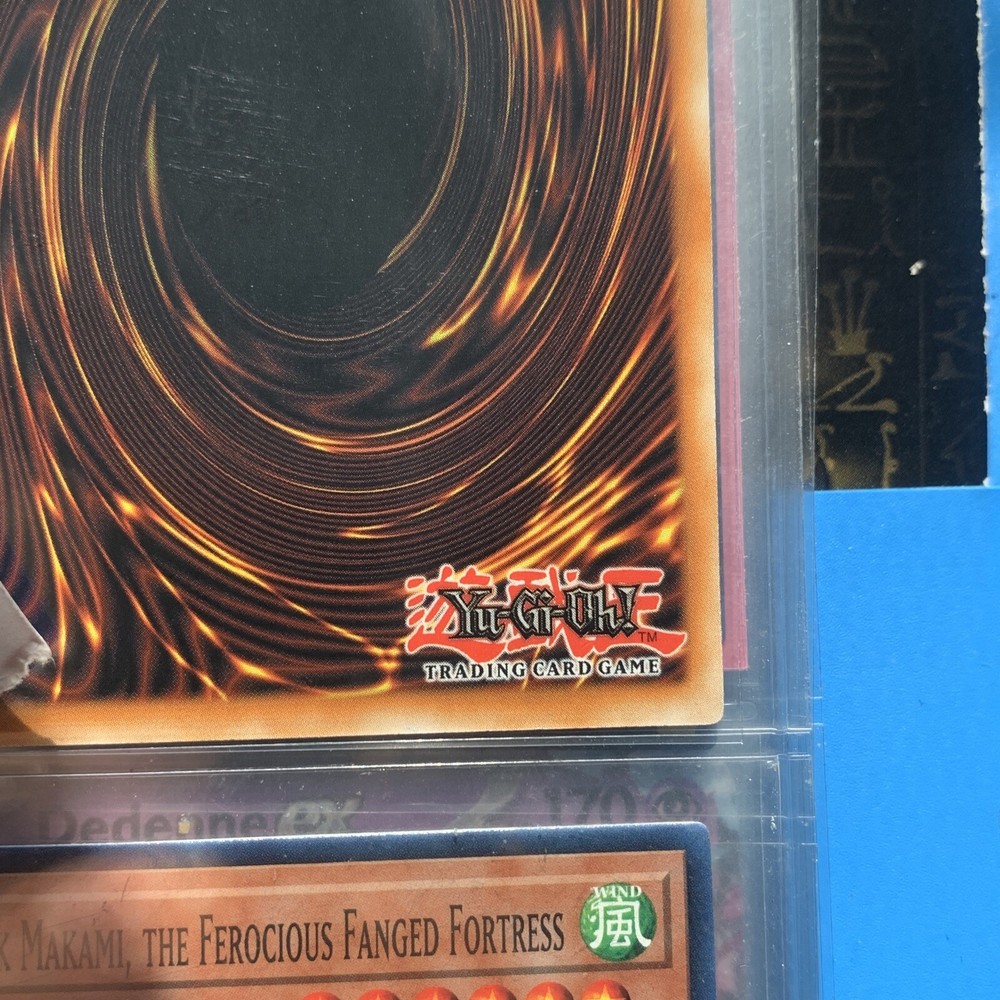 遊戯王
Yu-Gi-Oh!
TM
TRADING CARD GAME
Dedenne ex 170
MAKAMI, THE FEROCIOUS FANGED FORTRESS
WIND
風